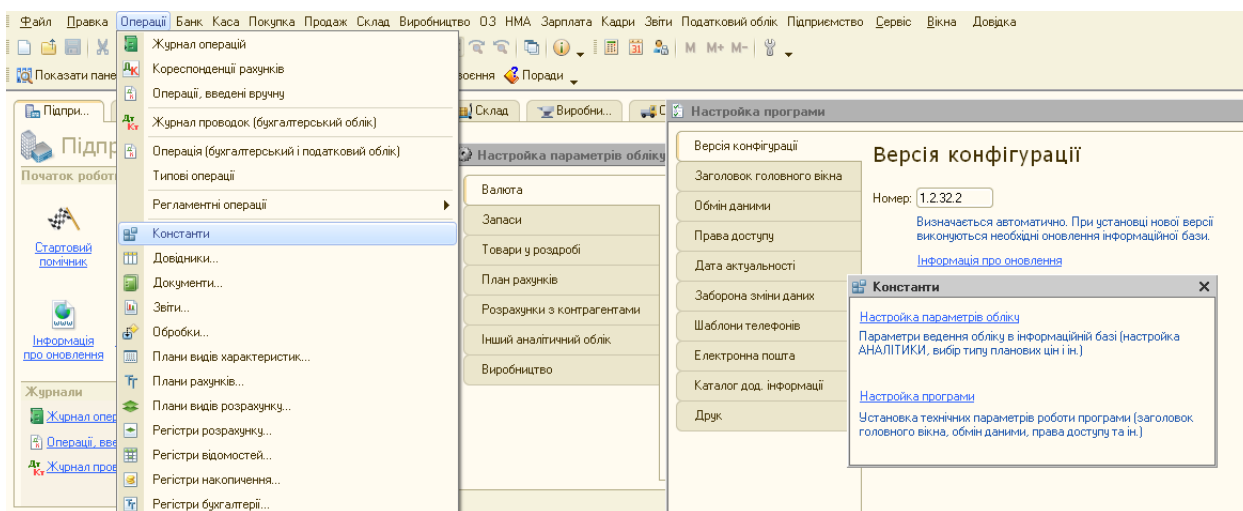 Файл Правка Операції Банк Каса Покупка Продаж Склад Виробництво ОЗ НМА Зарплата Кадри Звіти Податковий облік Підприємство Сервіс Вікна Довідка
M M+ M-
Показати пане
Поради
Журнал операцій
Кореспонденції рахунків
Операції, введені вручну
Журнал проводок (бухгалтерський облік)
Операція (бухгалтерський і податковий облік)
Типові операції
Регламентні операції
Константи
Довідники...
Документи...
Звіти...
Обробки...
Плани видів характеристик...
Плани рахунків...
Плани видів розрахунку...
Регістри розрахунку...
Регістри відомостей...
Регістри накопичення...
Регістри бухгалтерії...
Підпри...
Підпр
Початок робот
Стартовий
помічник
Інформація
про оновлення
Журнали
Журнал опер
Операції, вве
Журнал пров
Склад
Виробни...
С
Настройка параметрів обліку
Валюта
Запаси
Товари у роздробі
План рахунків
Розрахунки з контрагентами
Інший аналітичний облік
Виробництво
Настройка програми
Версія конфігурації
Заголовок головного вікна
Обмін даними
Права доступу
Дата актуальності
Заборона зміни даних
Шаблони телефонів
Електронна пошта
Каталог дод. інформації
Друк
Версія конфігурації
Номер: 1.2.32.2
Визначається автоматично. При установці нової версії
виконуються необхідні оновлення інформаційної бази.
Інформація про оновлення
Константи
Настройка параметрів обліку
Параметри ведення обліку в інформаційній базі (настройка
АНАЛІТИКИ, вибір типу планових цін і ін.)
Настройка програми
Установка технічних параметрів роботи програми (заголовок
головного вікна, обмін даними, права доступу та ін.)